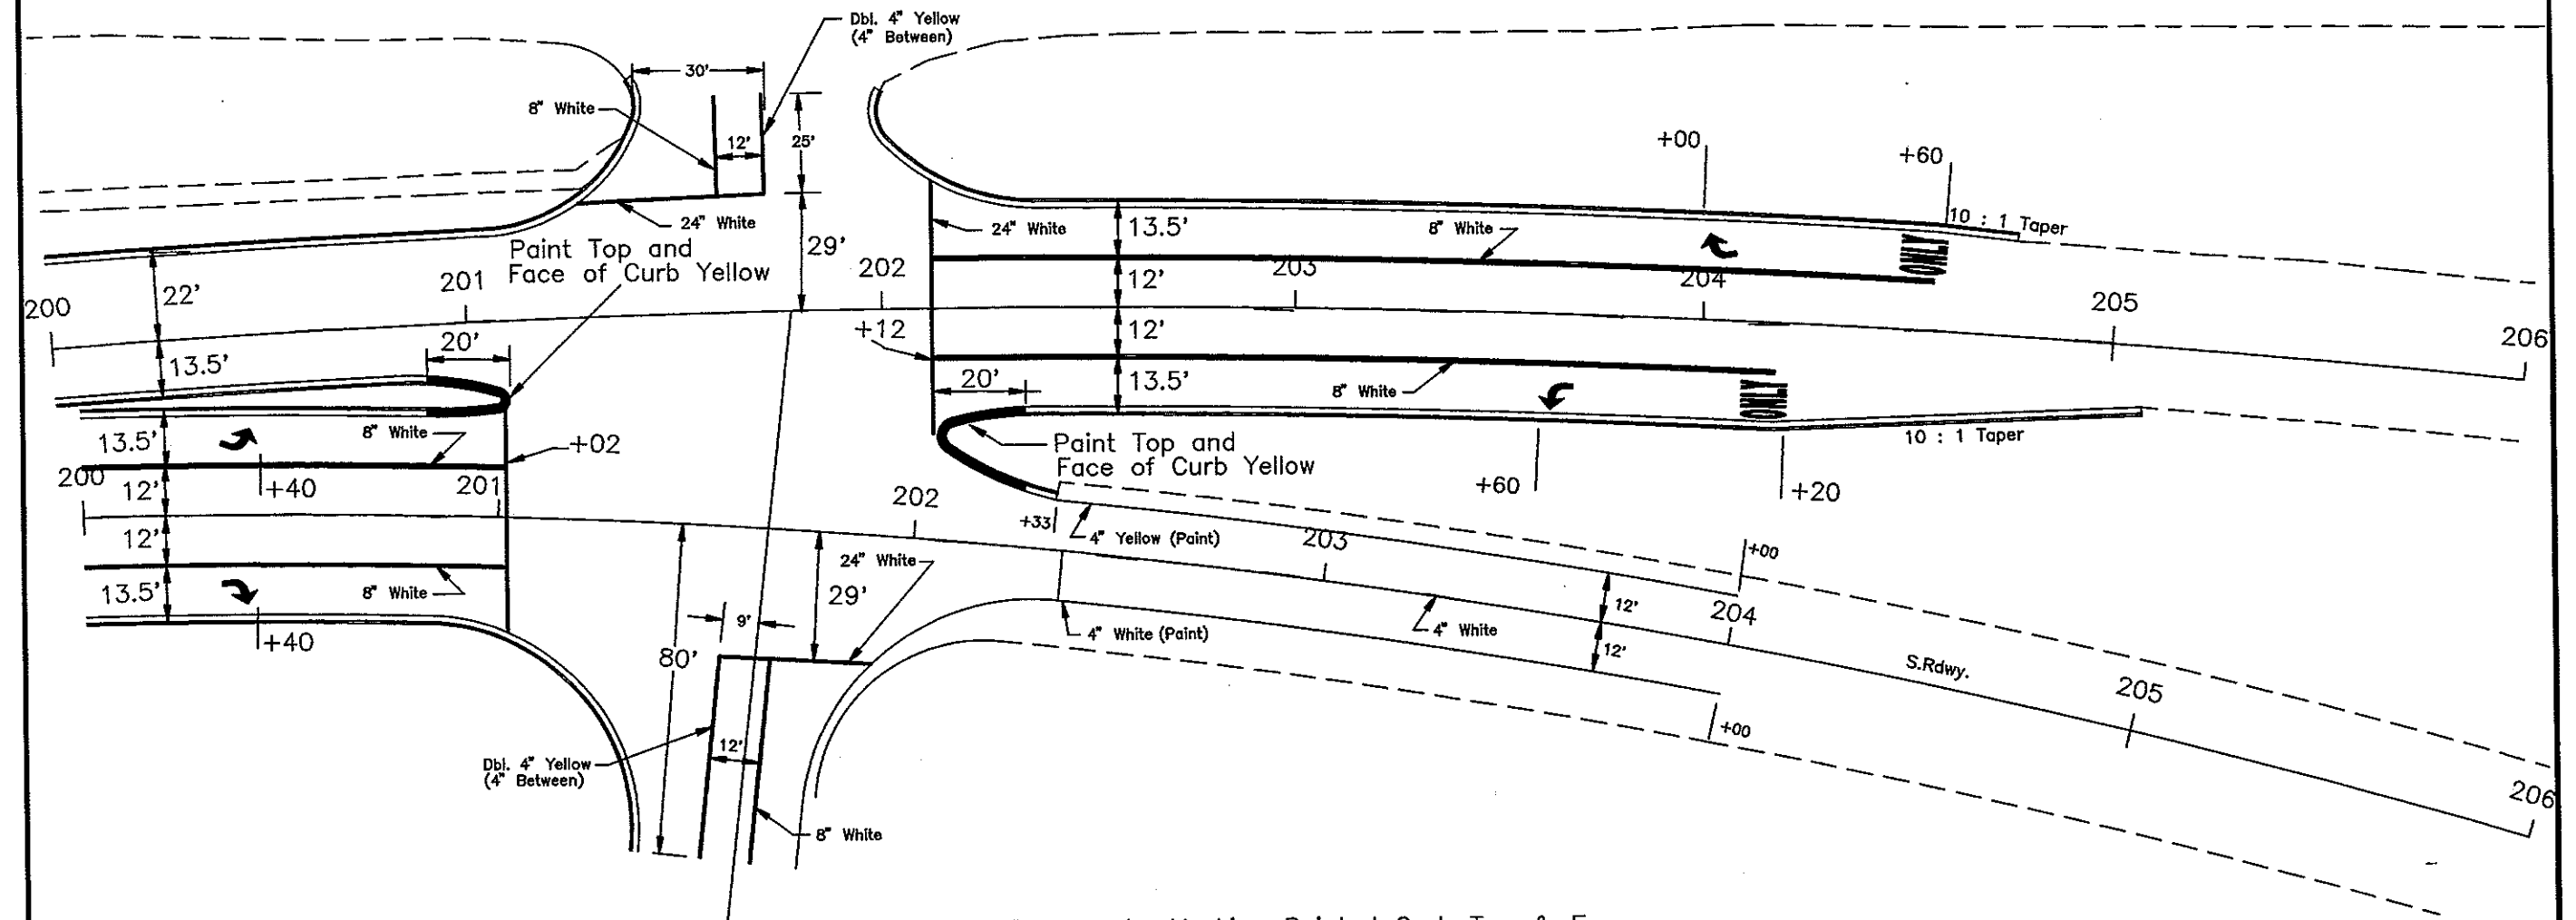 Dbl. 4" Yellow
(4" Between)
30'
8" White
12'
25'
24" White
29'
Paint Top and
Face of Curb Yellow
+00
+60
10 : 1 Taper
24" White
13.5'
8" White
ONLY
12'
200
22'
201
202
203
204
205
206
13.5'
20'
+12
12'
20'
13.5'
8" White
ONLY
10 : 1 Taper
Paint Top and
Face of Curb Yellow
+60
+20
13.5'
8" White
+02
200
12'
+40
201
202
+33
4" Yellow (Paint)
203
+00
12'
13.5'
8" White
+40
24" White
29'
9'
80'
4" White (Paint)
4" White
12'
12'
204
S.Rdwy.
205
+00
206
Dbl. 4" Yellow
(4" Between)
12'
8" White